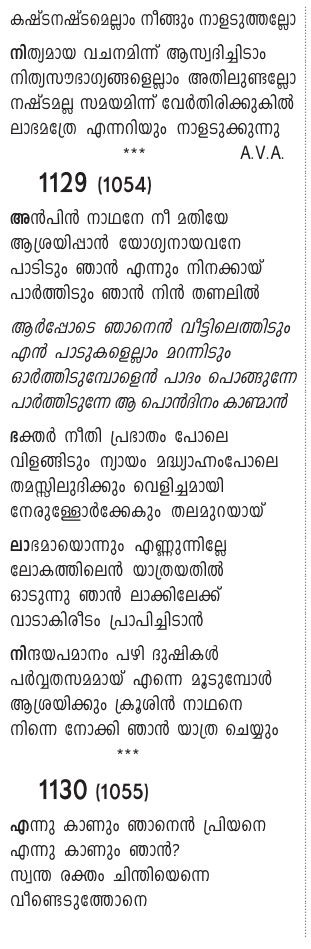 കഷ്ടനഷ്ടമെല്ലാം നീങ്ങും നാളടുത്തല്ലോ
നിത്യമായ വചനമിന്ന് ആസ്വദിച്ചിടാം
നിത്യസൗഭാഗ്യങ്ങളെല്ലാം അതിലുണ്ടല്ലോ
നഷ്ടമല്ല സമയമിന്ന് വേർതിരിക്കുകിൽ
ലാഭമത്രേ എന്നറിയും നാളടുക്കുന്നു
*** A.V.A.
1129 (1054)
അൻപിൻ നാഥനേ നീ മതിയേ
ആശ്രയിപ്പാൻ യോഗ്യനായവനേ
പാടിടും ഞാൻ എന്നും നിനക്കായ്
പാർത്തിടും ഞാൻ നിൻ തണലിൽ
ആർപ്പോടെ ഞാനെൻ വീട്ടിലെത്തിടും
എൻ പാടുകളെല്ലാം മറന്നിടും
ഓർത്തിടുമ്പോളെൻ പാദം പൊങ്ങുന്നേ
പാർത്തിടുന്നേ ആ പൊൻദിനം കാണ്മാൻ
ഭക്തർ നീതി പ്രഭാതം പോലെ
വിളങ്ങിടും ന്യായം മദ്ധ്യാഹ്നംപോലെ
തമസ്സിലുദിക്കും വെളിച്ചമായി
നേരുള്ളോർക്കേകും തലമുറയായ്
ലാഭമായൊന്നും എണ്ണുന്നില്ലേ
ലോകത്തിലെൻ യാത്രയതിൽ
ഓടുന്നു ഞാൻ ലാക്കിലേക്ക്
വാടാകിരീടം പ്രാപിച്ചിടാൻ
നിന്ദയപമാനം പഴി ദുഷികൾ
പർവ്വതസമമായ് എന്നെ മൂടുമ്പോൾ
ആശ്രയിക്കും ക്രൂശിൻ നാഥനെ
നിന്നെ നോക്കി ഞാൻ യാത്ര ചെയ്യും
***
1130 (1055)
എന്നു കാണും ഞാനെൻ പ്രിയനെ
എന്നു കാണും ഞാൻ?
സ്വന്ത രക്തം ചിന്തിയെന്നെ
വീണ്ടെടുത്തോനെ